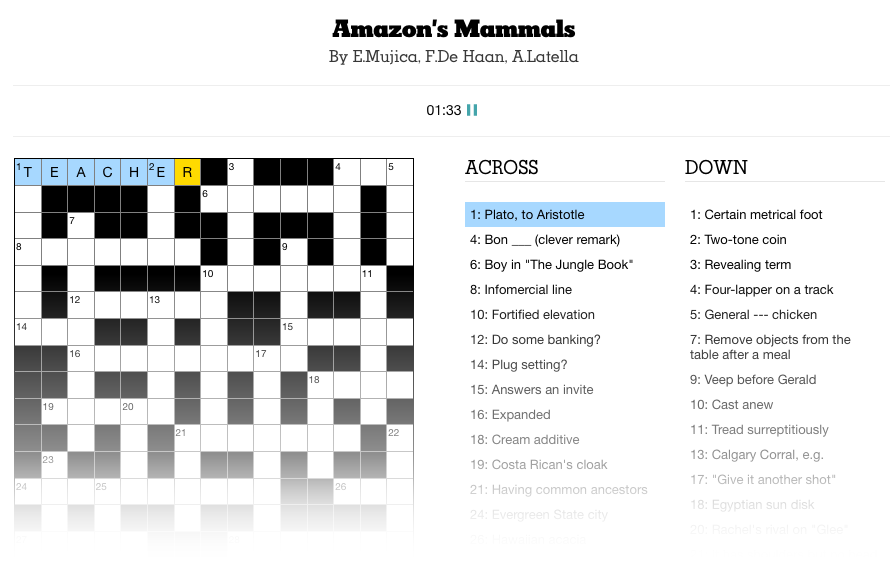 Amazon's Mammals
By E.Mujica, F.De Haan, A.Latella
01:33
1 T E A C H 2 E R 3 4 5
6
7
8 9
10 11
12 13
14 15
16 17
18
19 20
21 22
23
24 25 26
ACROSS
1: Plato, to Aristotle
4: Bon ___ (clever remark)
6: Boy in "The Jungle Book"
8: Infomercial line
10: Fortified elevation
12: Do some banking?
14: Plug setting?
15: Answers an invite
16: Expanded
18: Cream additive
19: Costa Rican's cloak
21: Having common ancestors
24: Evergreen State city
DOWN
1: Certain metrical foot
2: Two-tone coin
3: Revealing term
4: Four-lapper on a track
5: General --- chicken
7: Remove objects from the
table after a meal
9: Veep before Gerald
10: Cast anew
11: Tread surreptitiously
13: Calgary Corral, e.g.
17: "Give it another shot"
18: Egyptian sun disk
20: Rachel's rival on "Glee"